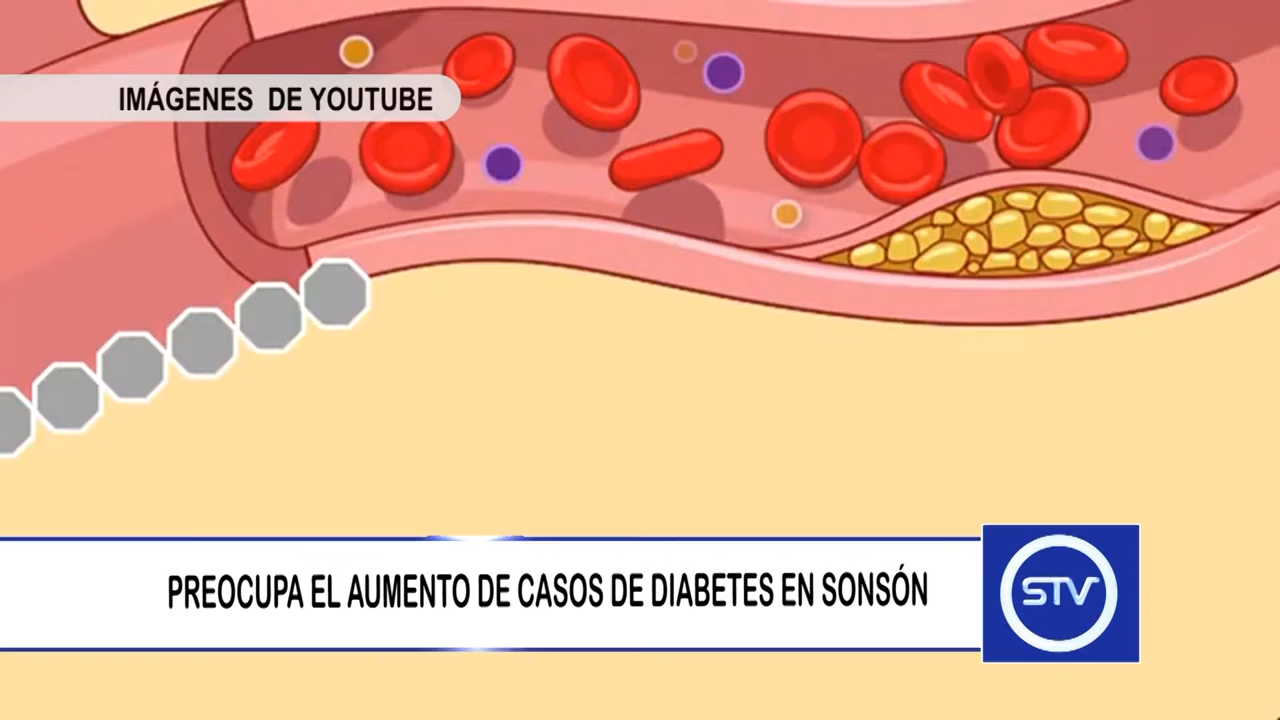 IMÁGENES DE YOUTUBE
PREOCUPA EL AUMENTO DE CASOS DE DIABETES EN SONSÓN
STV